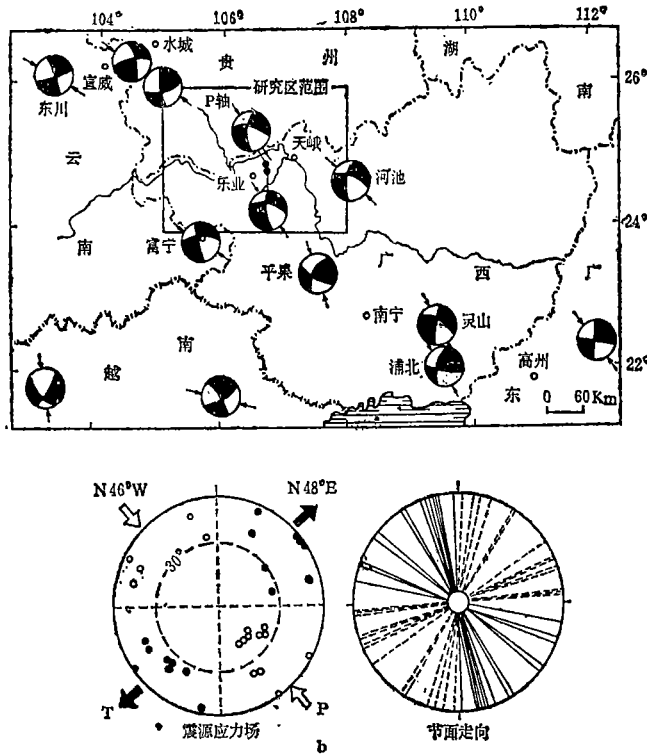 104°
106°
108°
110°
112°
水城
贵 州
湖
26°
宜威
研究区范围
南
东川
P轴
云
天峨
乐业
河池
24°
南
富宁
平果
广 西
广
南宁
灵山
越 南
浦北
高州
22°
东
0 60Km
N46°W
N48°E
30°
T
P
震源应力场
节面走向
b